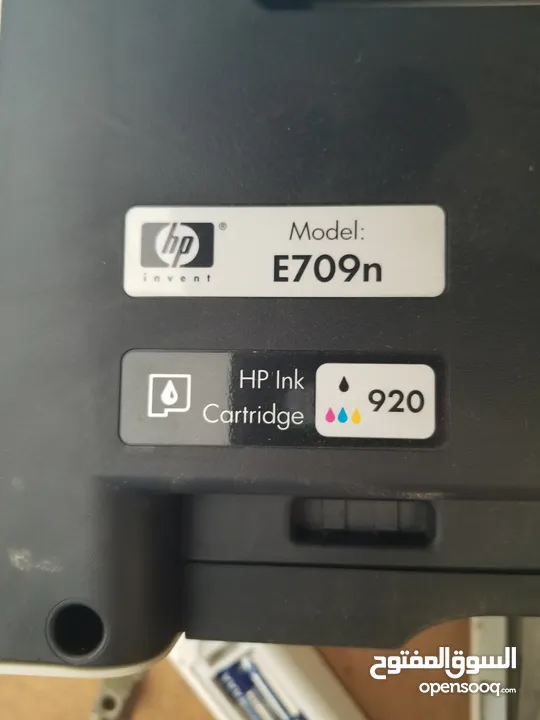 hp
®
invent
Model:
E709n
HP Ink
Cartridge
920
السوق المفتوح
opensooq.com